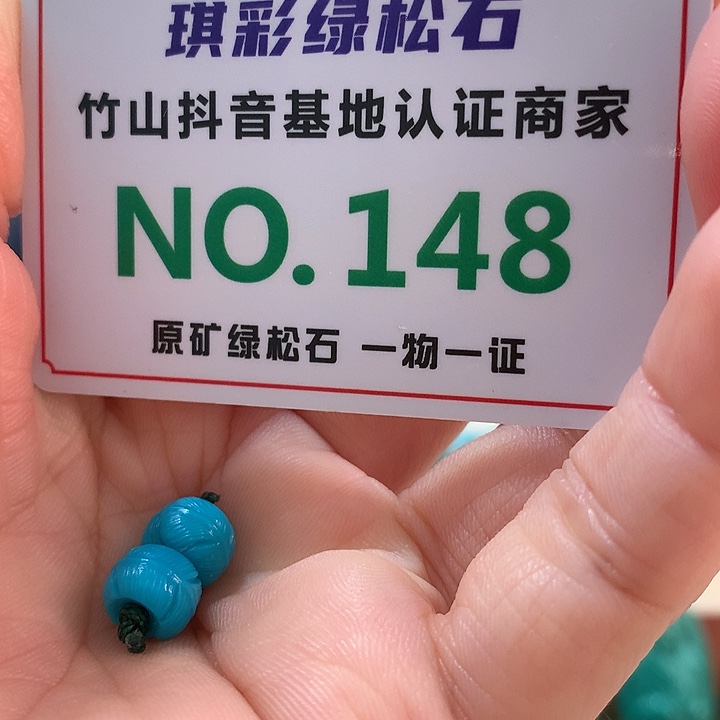 琪彩绿松石
竹山抖音基地认证商家
NO.148
原矿绿松石 一物一证